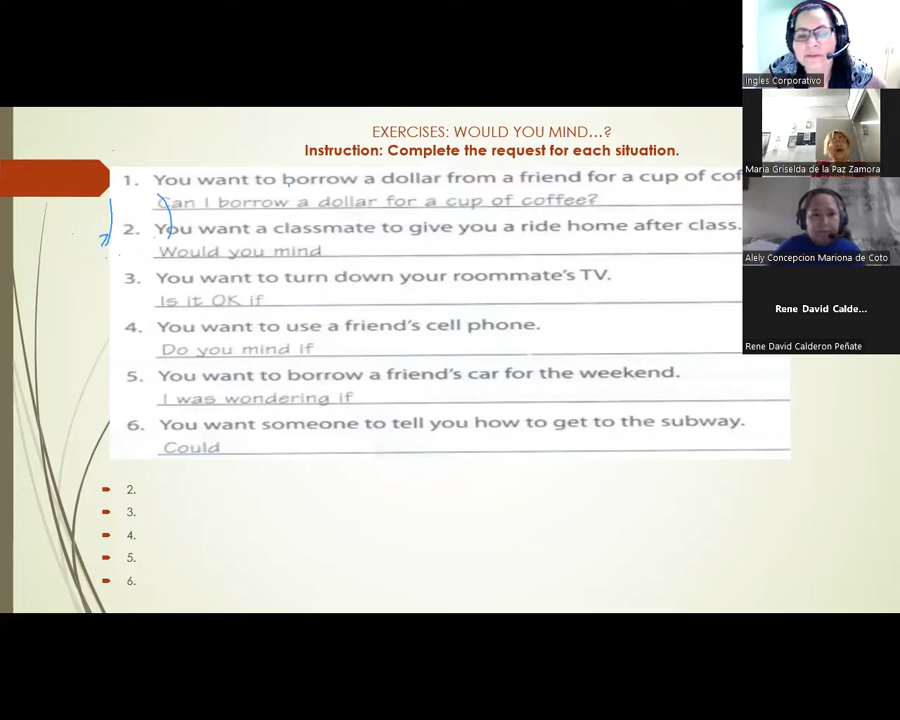 EXERCISES: WOULD YOU MIND…?
Instruction: Complete the request for each situation.
1. You want to borrow a dollar from a friend for a cup of
Can I borrow a dollar for a cup of coffee?
2. You want a classmate to give you a ride home after class.
Would you mind
3. You want to turn down your roommate's TV.
Is it OK if
4. You want to use a friend's cell phone.
Do you mind if
5. You want to borrow a friend's car for the weekend.
I was wondering if
6. You want someone to tell you how to get to the subway.
Could
2.
3.
4.
5.
6.
Ingles Corporativo
Maria Griselda de la Paz Zamora
Alely Concepcion Mariona de Coto
Rene David Calde...
Rene David Calderon Peñate